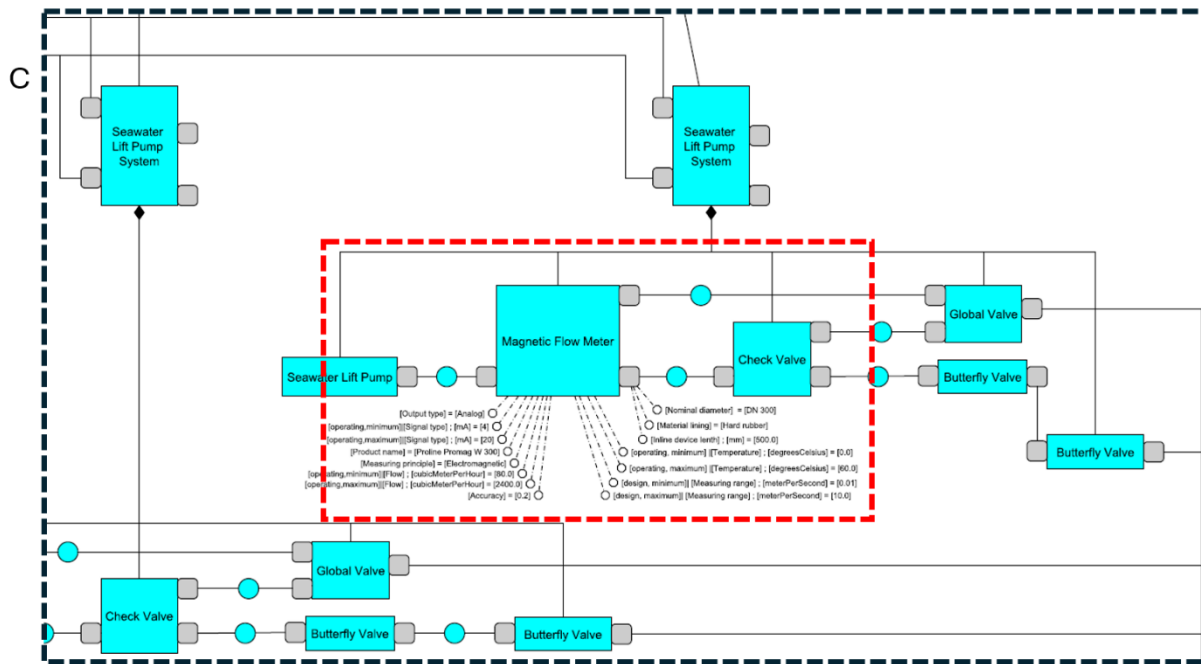 C
Seawater
Lift Pump
System
Seawater
Lift Pump
System
Magnetic Flow Meter
Global Valve
Check Valve
Seawater Lift Pump
Butterfly Valve
Butterfly Valve
[Output type] = [Analog]
[operating,minimum]|[Signal type] ; [mA] = [4]
[operating,maximum]|[Signal type] ; [mA] = [20]
[Product name] = [Proline Promag W 300]
[Measuring principle] = [Electromagnetic]
[operating,minimum]|[Flow] ; [cubicMeterPerHour] = [80.0]
[operating,maximum]|[Flow] ; [cubicMeterPerHour] = [2400.0]
[Accuracy] = [0.2]
[Nominal diameter] = [DN 300]
[Material lining] = [Hard rubber]
[Inline device lenth] ; [mm] = [500.0]
[operating, minimum] |[Temperature] ; [degreesCelsius] = [0.0]
[operating, maximum] |[Temperature] ; [degreesCelsius] = [60.0]
[design, minimum]| [Measuring range] ; [meterPerSecond] = [0.01]
[design, maximum]| [Measuring range] ; [meterPerSecond] = [10.0]
Global Valve
Check Valve
Butterfly Valve
Butterfly Valve